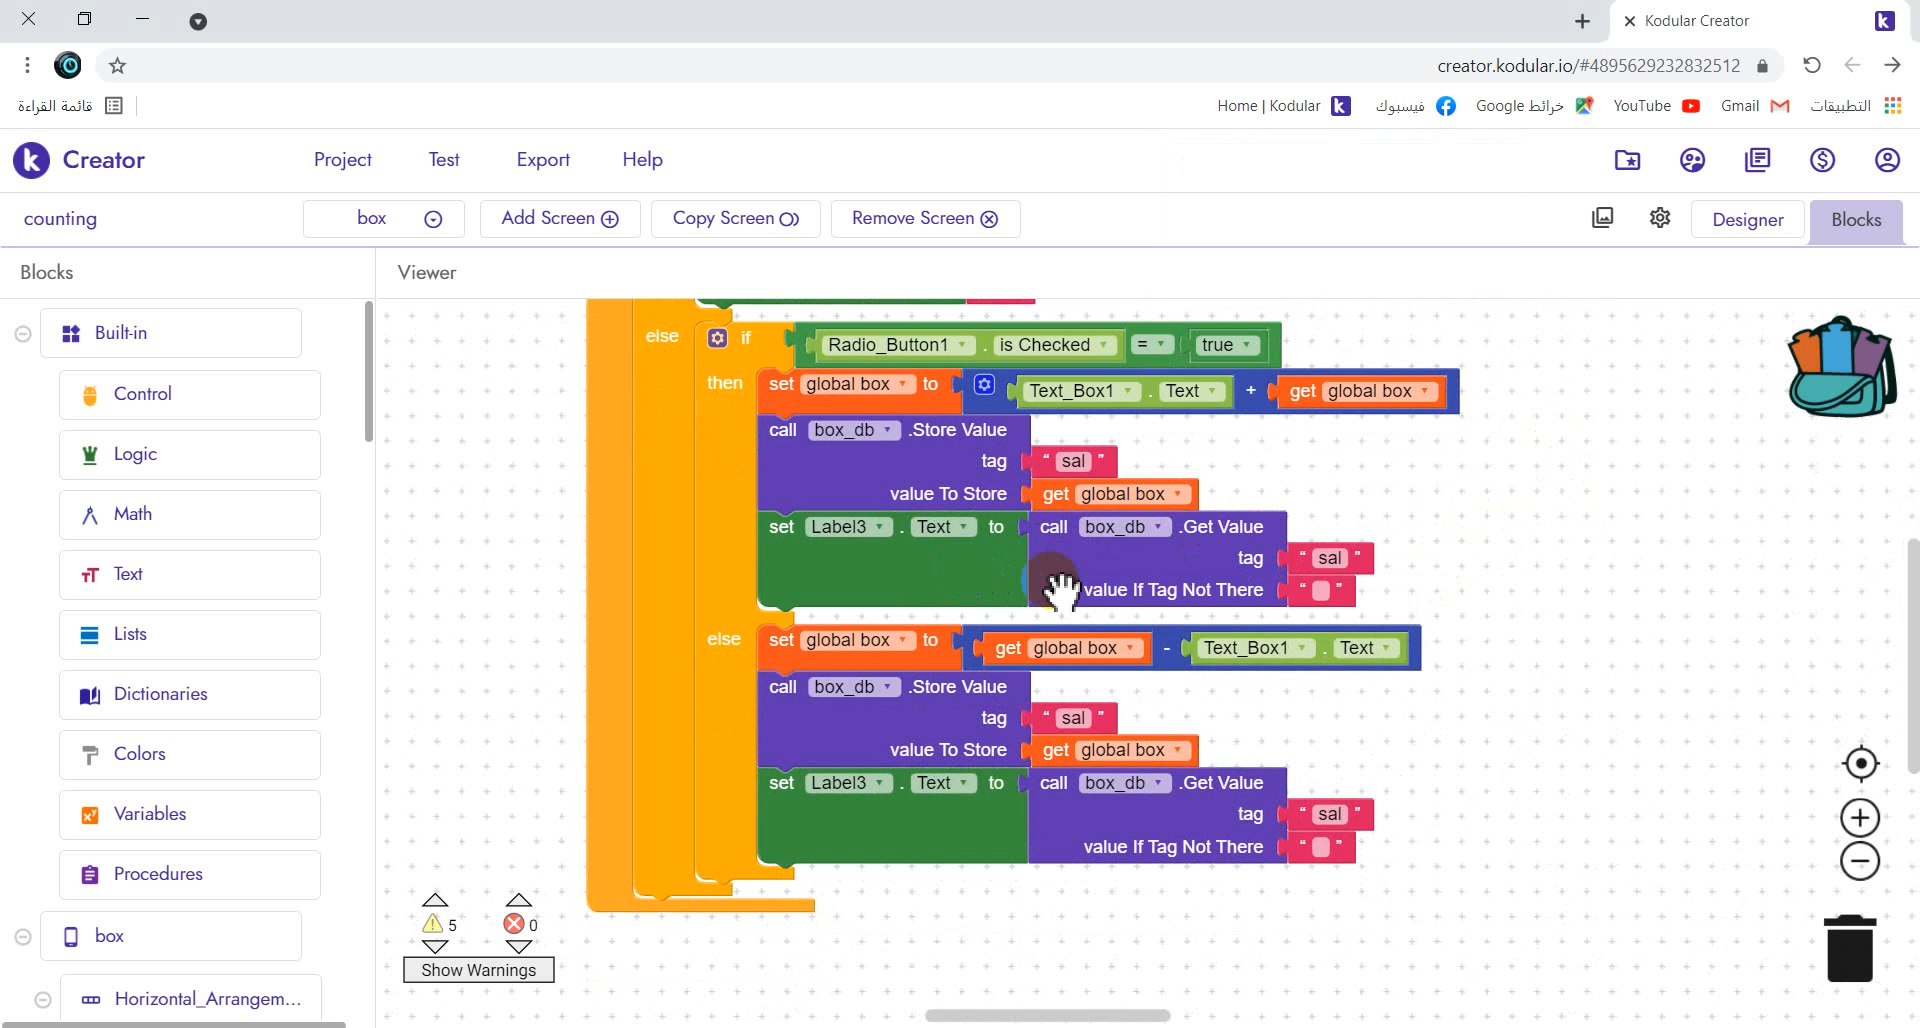 Kodular Creator
creator.kodular.io/#4895629232832512
قائمة القراءة
Home | Kodular
فيسبوك
خرائط Google
YouTube
Gmail
التطبيقات
Creator
Project
Test
Export
Help
counting
box
Add Screen
Copy Screen
Remove Screen
Designer
Blocks
Blocks
Viewer
Built-in
Control
Logic
Math
Text
Lists
Dictionaries
Colors
Variables
Procedures
box
Horizontal_Arrangem...
else if Radio_Button1 . is Checked = true
then set global box to Text_Box1 . Text + get global box
call box_db .Store Value
tag " sal "
value To Store get global box
set Label3 . Text to call box_db .Get Value
tag " sal "
value If Tag Not There " "
else set global box to get global box - Text_Box1 . Text
call box_db .Store Value
tag " sal "
value To Store get global box
set Label3 . Text to call box_db .Get Value
tag " sal "
value If Tag Not There " "
5 0
Show Warnings